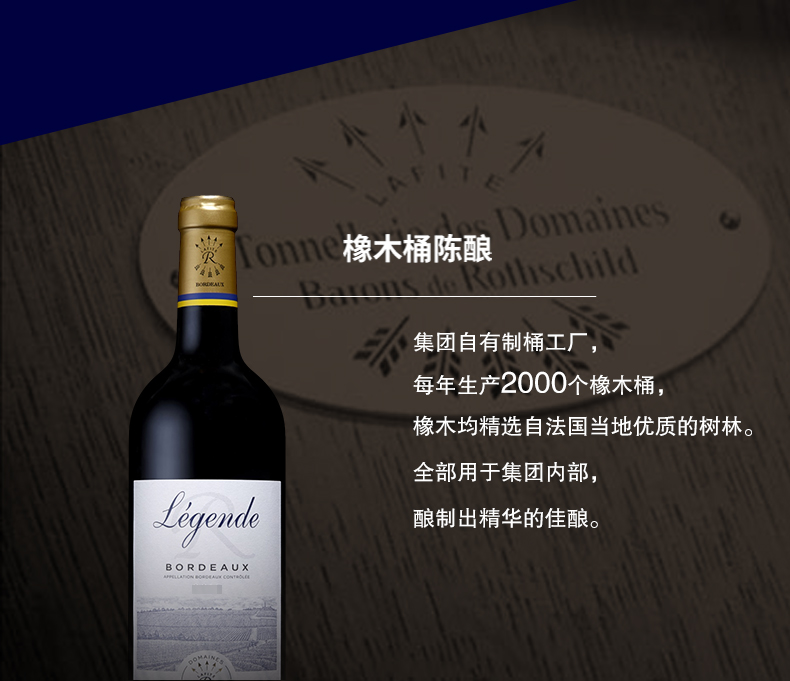 LAFITE
Tonnellerie des Domaines
Barons de Rothschild
橡木桶陈酿
集团自有制桶工厂，
每年生产2000个橡木桶，
橡木均精选自法国当地优质的树林。
全部用于集团内部，
酿制出精华的佳酿。
R
BORDEAUX
Légende
R
BORDEAUX
APPELLATION BORDEAUX CONTRÔLÉE
DOMAINES